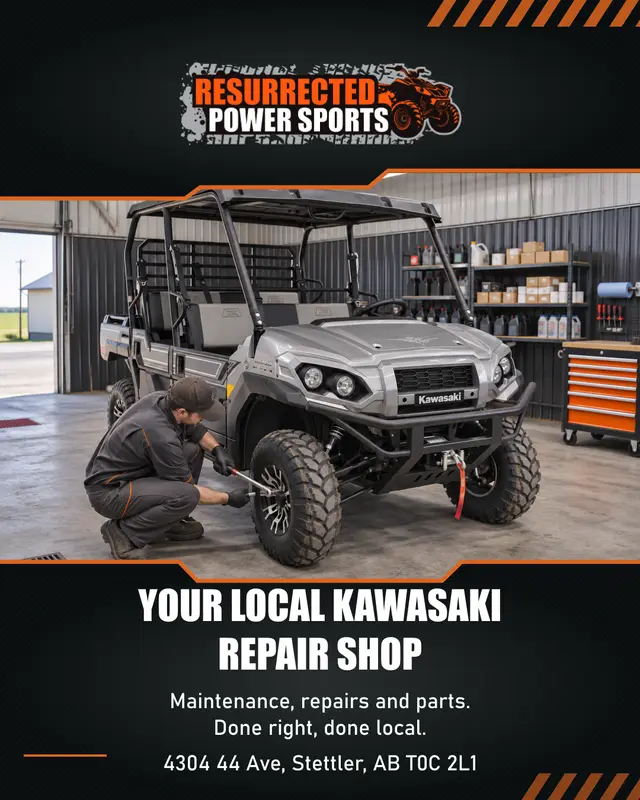 RESURRECTED
POWER SPORTS
Kawasaki
YOUR LOCAL KAWASAKI
REPAIR SHOP
Maintenance, repairs and parts.
Done right, done local.
4304 44 Ave, Stettler, AB T0C 2L1